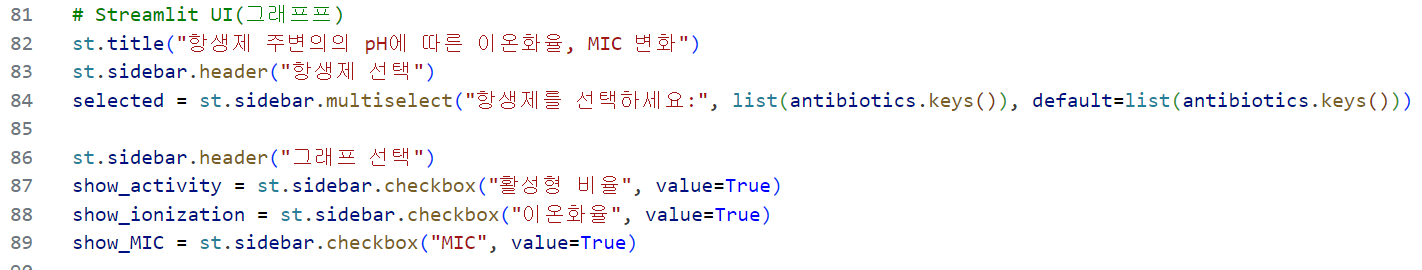 81 # Streamlit UI(그래프프)
82 st.title("항생제 주변의의 pH에 따른 이온화율, MIC 변화")
83 st.sidebar.header("항생제 선택")
84 selected = st.sidebar.multiselect("항생제를 선택하세요:", list(antibiotics.keys()), default=list(antibiotics.keys()))
85
86 st.sidebar.header("그래프 선택")
87 show_activity = st.sidebar.checkbox("활성형 비율", value=True)
88 show_ionization = st.sidebar.checkbox("이온화율", value=True)
89 show_MIC = st.sidebar.checkbox("MIC", value=True)